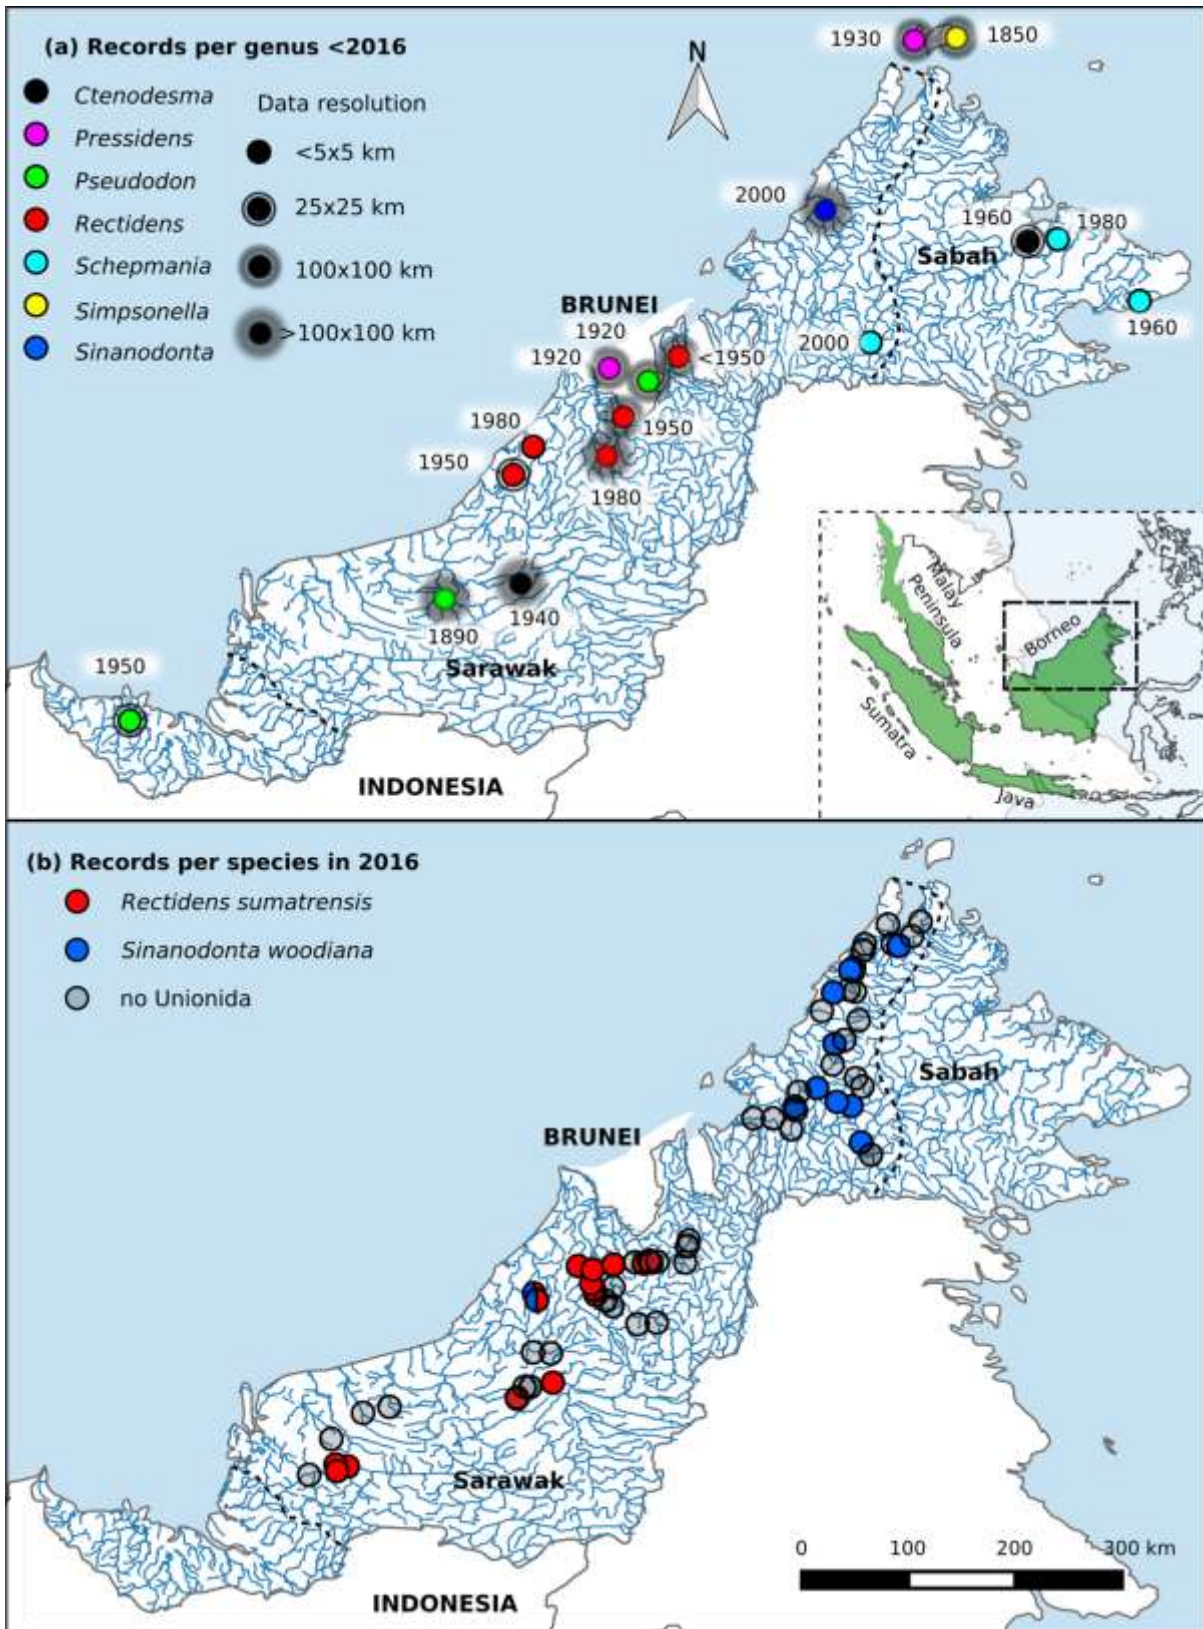 (a) Records per genus <2016
Ctenodesma
Pressidens
Pseudodon
Rectidens
Schepmania
Simpsonella
Sinanodonta
Data resolution
<5x5 km
25x25 km
100x100 km
>100x100 km
N
1930
1850
2000
1960
1980
Sabah
1960
BRUNEI
1920
1920
<1950
2000
1950
1980
1950
1980
1890
1940
Sarawak
1950
INDONESIA
Malay
Peninsula
Borneo
Sumatra
Java
(b) Records per species in 2016
Rectidens sumatrensis
Sinanodonta woodiana
no Unionida
Sabah
BRUNEI
Sarawak
INDONESIA
0 100 200 300 km